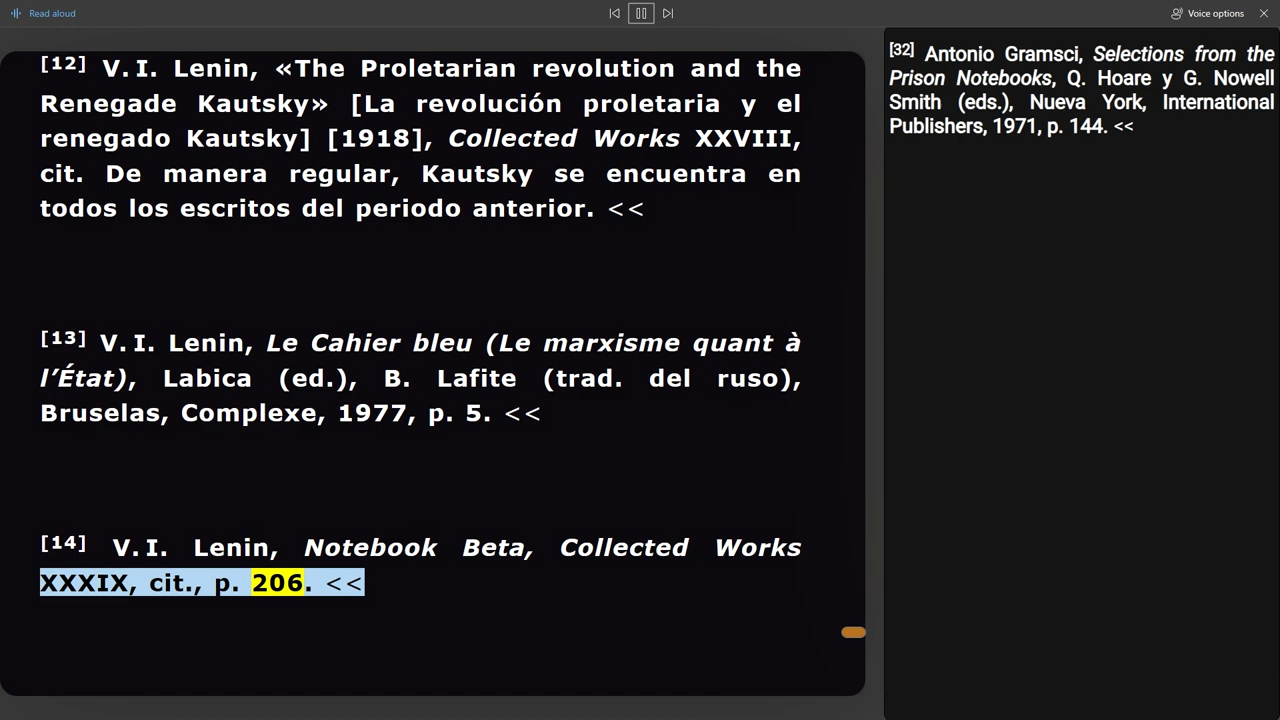 Read aloud
Voice options
[12] V. I. Lenin, «The Proletarian revolution and the
Renegade Kautsky» [La revolución proletaria y el
renegado Kautsky] [1918], Collected Works XXVIII,
cit. De manera regular, Kautsky se encuentra en
todos los escritos del periodo anterior. <<
[13] V. I. Lenin, Le Cahier bleu (Le marxisme quant à
l’État), Labica (ed.), B. Lafite (trad. del ruso),
Bruselas, Complexe, 1977, p. 5. <<
[14] V. I. Lenin, Notebook Beta, Collected Works
XXXIX, cit., p. 206. <<
[32] Antonio Gramsci, Selections from the
Prison Notebooks, Q. Hoare y G. Nowell
Smith (eds.), Nueva York, International
Publishers, 1971, p. 144. <<